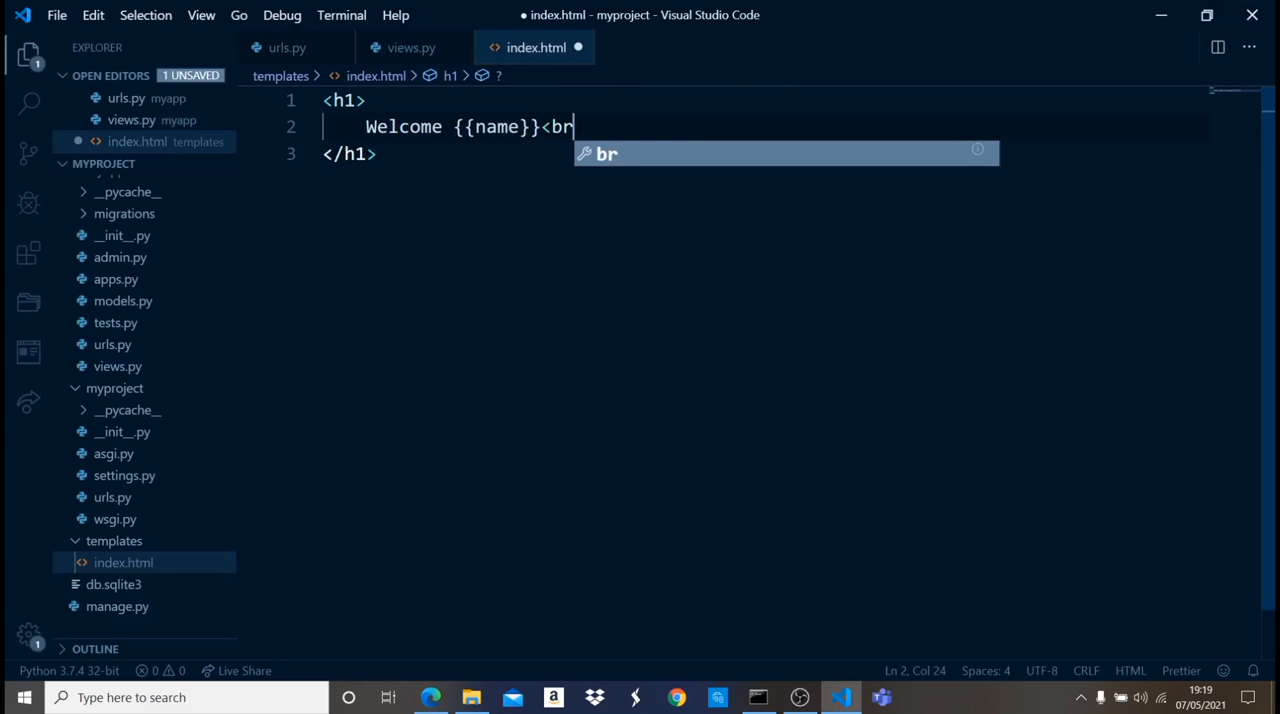 File Edit Selection View Go Debug Terminal Help ● index.html - myproject - Visual Studio Code
EXPLORER urls.py views.py index.html
OPEN EDITORS 1 UNSAVED templates > index.html > h1 > ?
urls.py myapp
views.py myapp
index.html templates
MYPROJECT
1 <h1>
2 Welcome {{name}}<br
3 </h1>
br
__pycache__
migrations
__init__.py
admin.py
apps.py
models.py
tests.py
urls.py
views.py
myproject
__pycache__
__init__.py
asgi.py
settings.py
urls.py
wsgi.py
templates
index.html
db.sqlite3
manage.py
OUTLINE
1
1
Python 3.7.4 32-bit 0 0 Live Share Ln 2, Col 24 Spaces: 4 UTF-8 CRLF HTML Prettier
Type here to search
19:19
07/05/2021